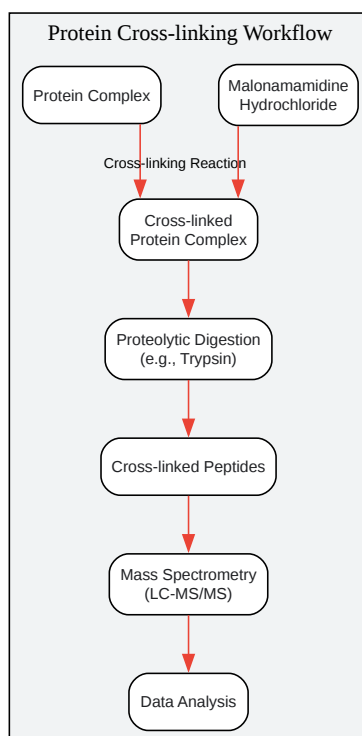 Protein Cross-linking Workflow
Protein Complex
Malonamamidine
Hydrochloride
Cross-linking Reaction
Cross-linked
Protein Complex
Proteolytic Digestion
(e.g., Trypsin)
Cross-linked Peptides
Mass Spectrometry
(LC-MS/MS)
Data Analysis